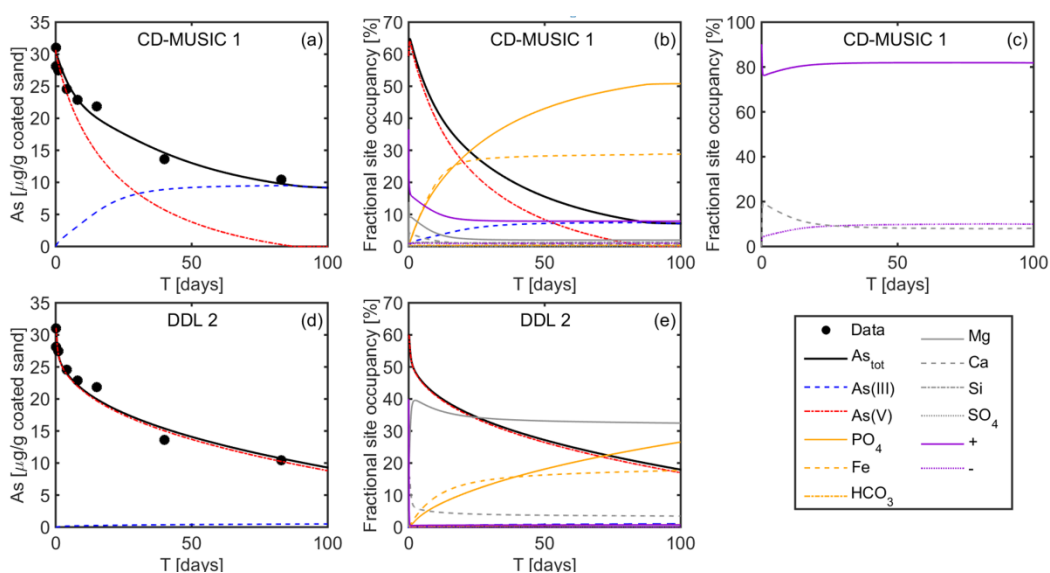 CD-MUSIC 1 (a)
As [µg/g coated sand]
35
30
25
20
15
10
5
0
0 50 100
T [days]
CD-MUSIC 1 (b)
Fractional site occupancy [%]
70
60
50
40
30
20
10
0
0 50 100
T [days]
CD-MUSIC 1 (c)
Fractional site occupancy [%]
100
80
60
40
20
0
0 50 100
T [days]
DDL 2 (d)
As [µg/g coated sand]
35
30
25
20
15
10
5
0
0 50 100
T [days]
DDL 2 (e)
Fractional site occupancy [%]
70
60
50
40
30
20
10
0
0 50 100
T [days]
Data
As_tot
As(III)
As(V)
PO₄
Fe
HCO₃
Mg
Ca
Si
SO₄
+
-